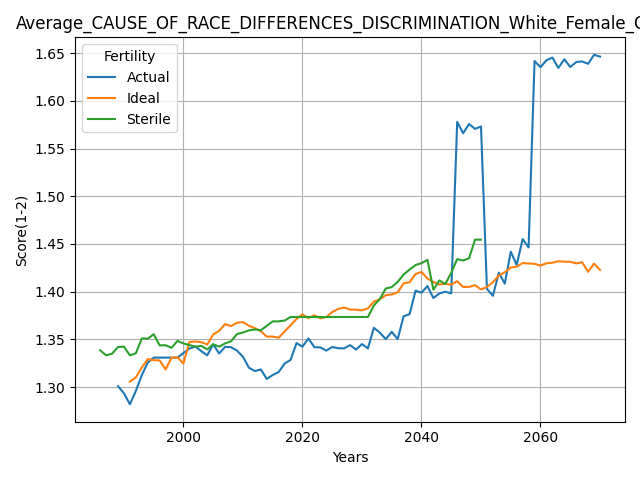 Average_CAUSE_OF_RACE_DIFFERENCES_DISCRIMINATION_White_Female_
Fertility
Actual
Ideal
Sterile
Score(1-2)
1.65
1.60
1.55
1.50
1.45
1.40
1.35
1.30
2000 2020 2040 2060
Years